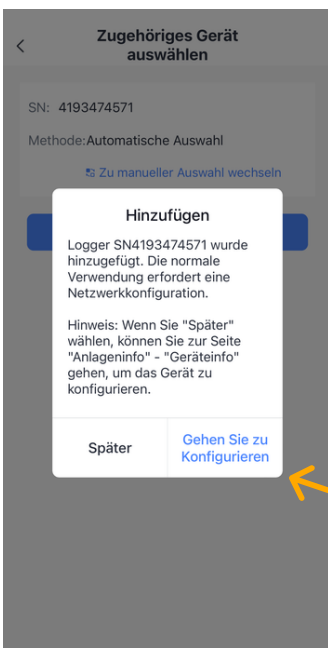 Zugehöriges Gerät
auswählen
SN: 4193474571
Methode:Automatische Auswahl
Zu manueller Auswahl wechseln
Hinzufügen
Logger SN4193474571 wurde
hinzugefügt. Die normale
Verwendung erfordert eine
Netzwerkkonfiguration.
Hinweis: Wenn Sie "Später"
wählen, können Sie zur Seite
"Anlageninfo" - "Geräteinfo"
gehen, um das Gerät zu
konfigurieren.
Später
Gehen Sie zu
Konfigurieren